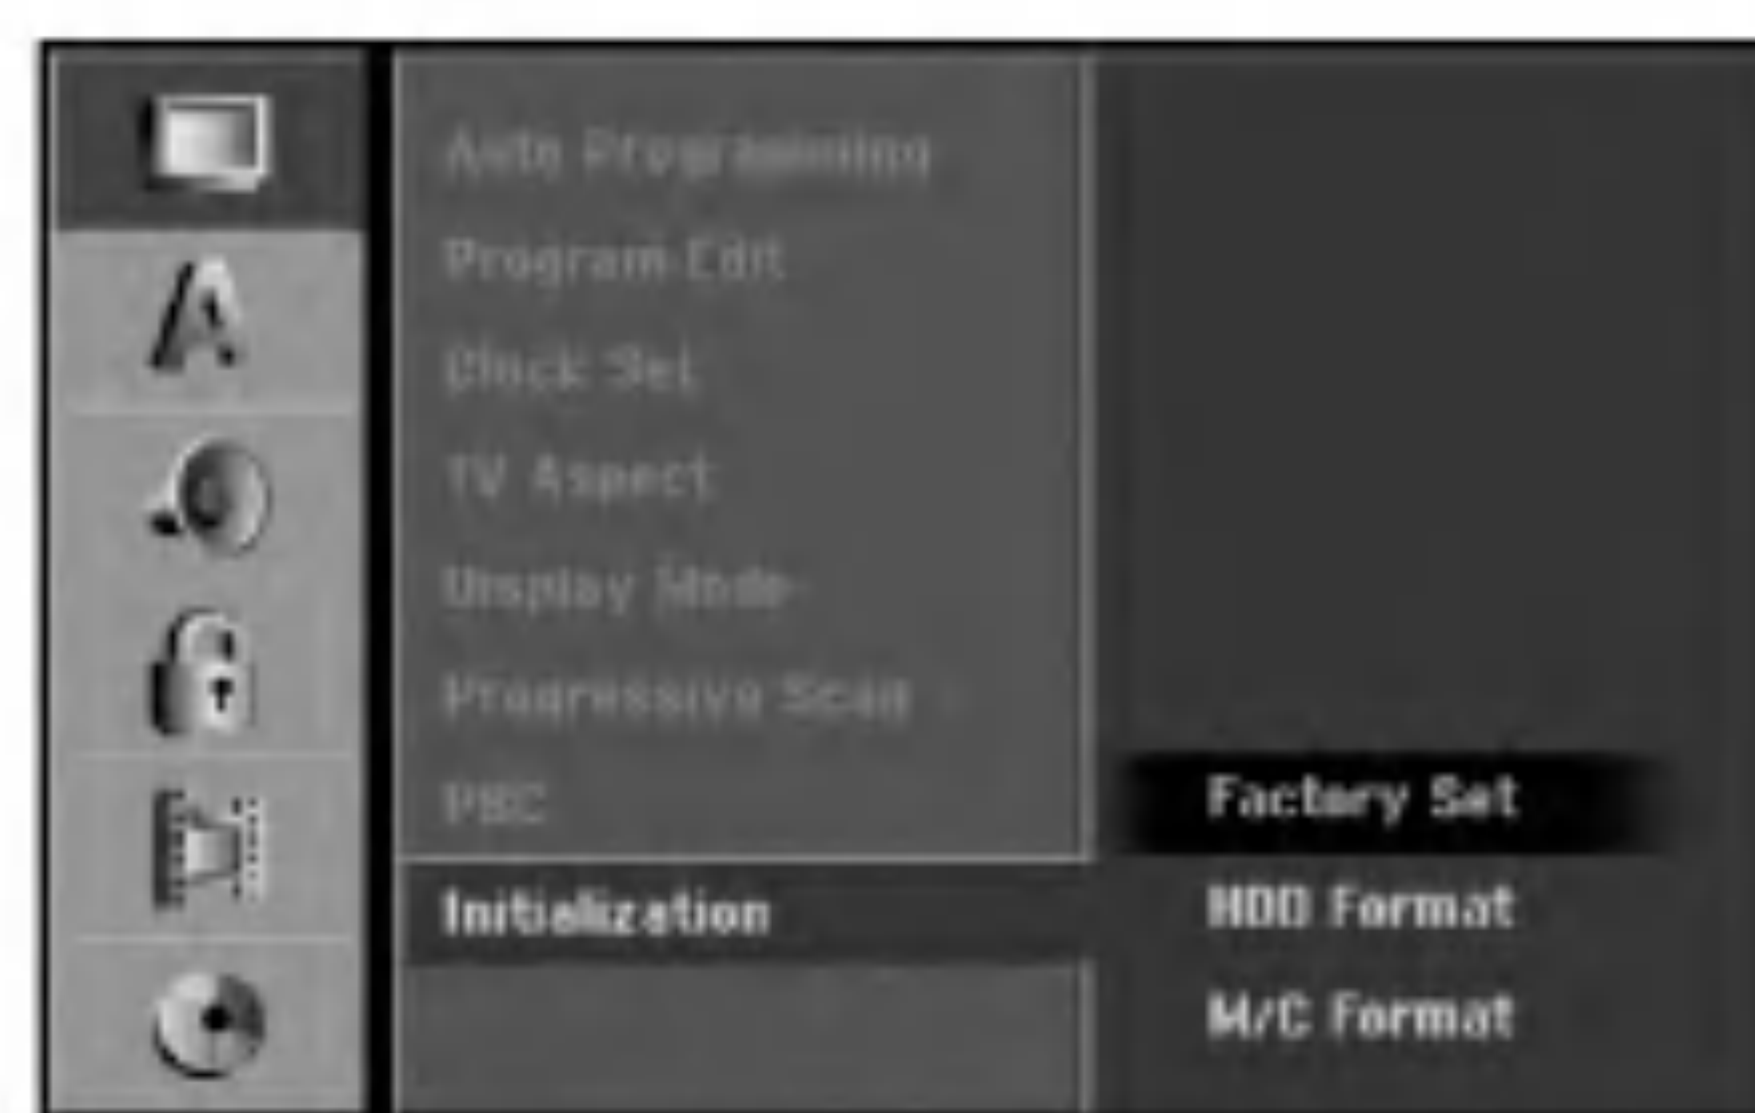 Auto Programming
Program Edit
Clock Set
TV Aspect
Display Mode
Progressive Scan
PBC
Initialization
Factory Set
HDD Format
M/C Format